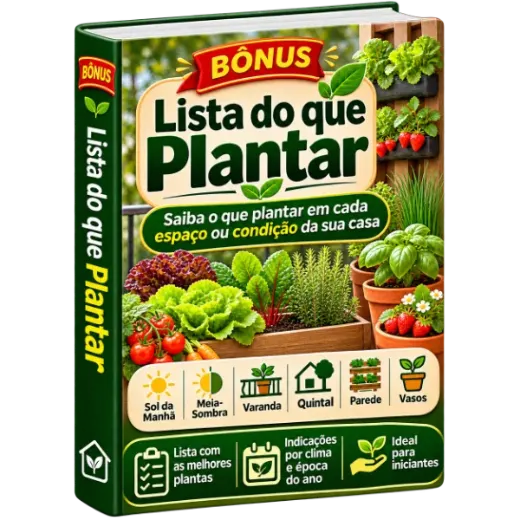 BÔNUS
Lista do que
Plantar
Saiba o que plantar em cada
espaço ou condição da sua casa
Sol da
Manhã
Meia-
Sombra
Varanda
Quintal
Parede
Vasos
Lista com
as melhores
plantas
Indicações
por clima
e época
do ano
Ideal
para
iniciantes
BÔNUS
Lista do que Plantar